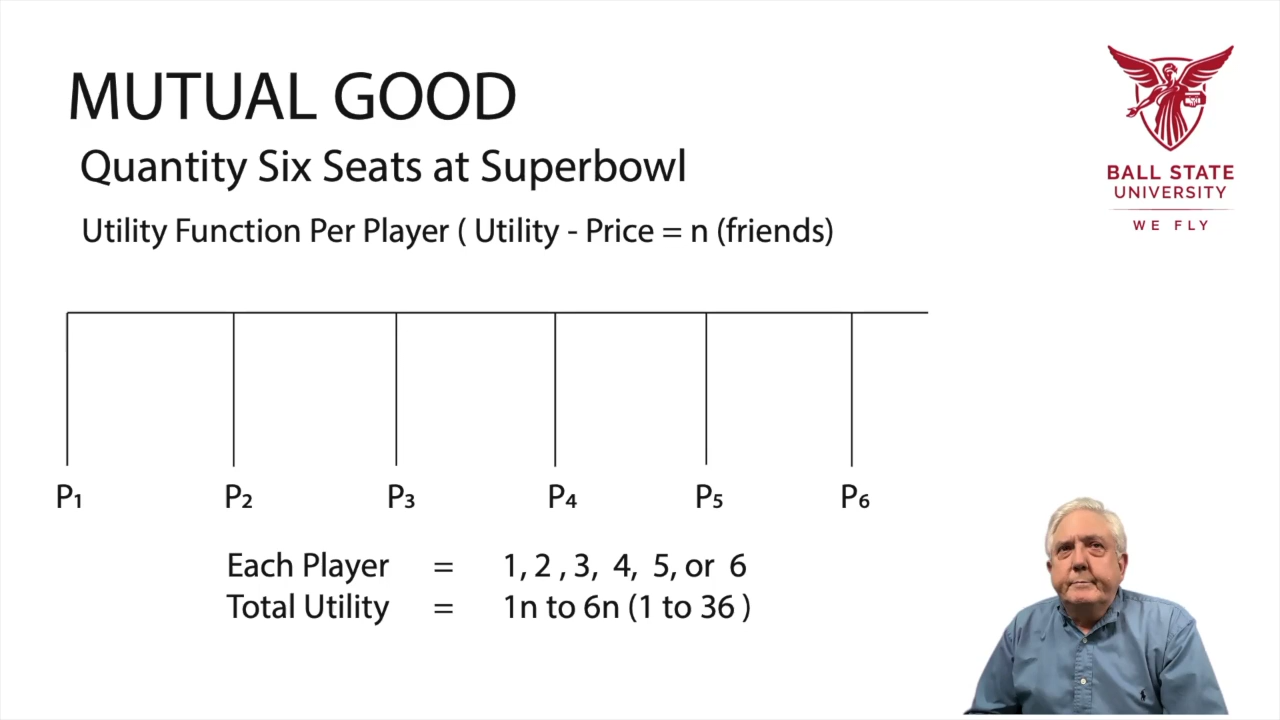 MUTUAL GOOD
Quantity Six Seats at Superbowl
Utility Function Per Player ( Utility - Price = n (friends)
BALL STATE
UNIVERSITY
WE FLY
P₁ P₂ P₃ P₄ P₅ P₆
Each Player = 1, 2 , 3, 4, 5, or 6
Total Utility = 1n to 6n (1 to 36 )